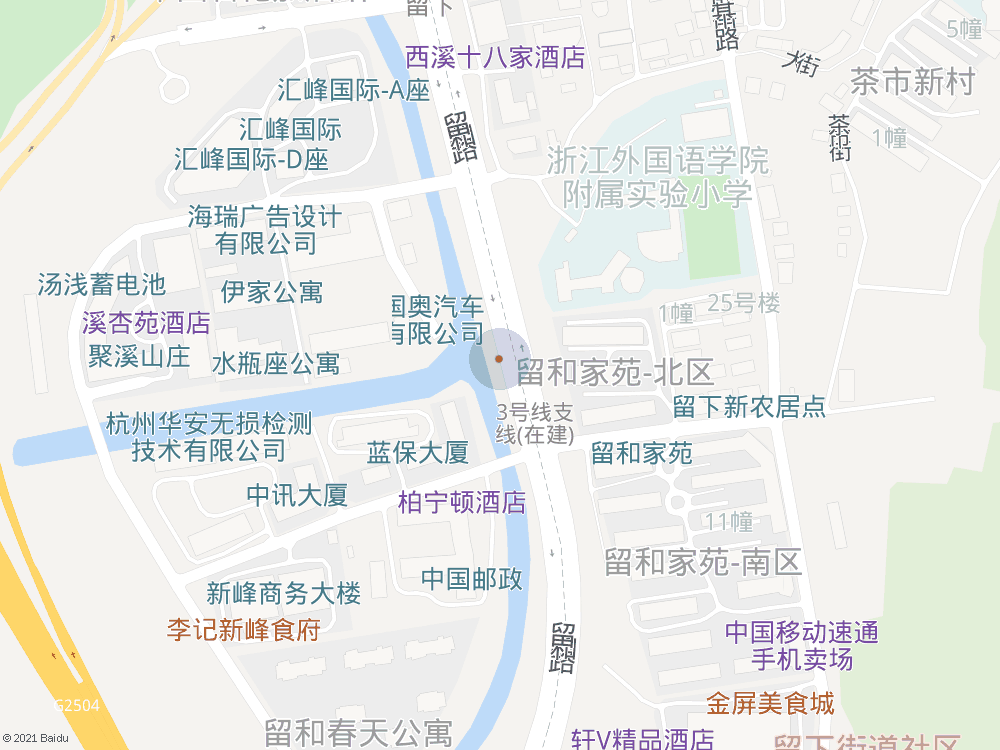 留下
5幢
西溪十八家酒店
大街
茶市新村
汇峰国际-A座
留和路
茶市街
1幢
汇峰国际
汇峰国际-D座
浙江外国语学院
附属实验小学
海瑞广告设计
有限公司
汤浅蓄电池
伊家公寓
国奥汽车
有限公司
1幢
25号楼
溪杏苑酒店
聚溪山庄
水瓶座公寓
留和家苑-北区
3号线支
线(在建)
留下新农居点
杭州华安无损检测
技术有限公司
蓝保大厦
留和家苑
中讯大厦
柏宁顿酒店
11幢
留和家苑-南区
中国邮政
新峰商务大楼
李记新峰食府
留和路
中国移动速通
手机卖场
G2504
金屏美食城
留和春天公寓
轩V精品酒店
留下街道社区
© 2021 Baidu